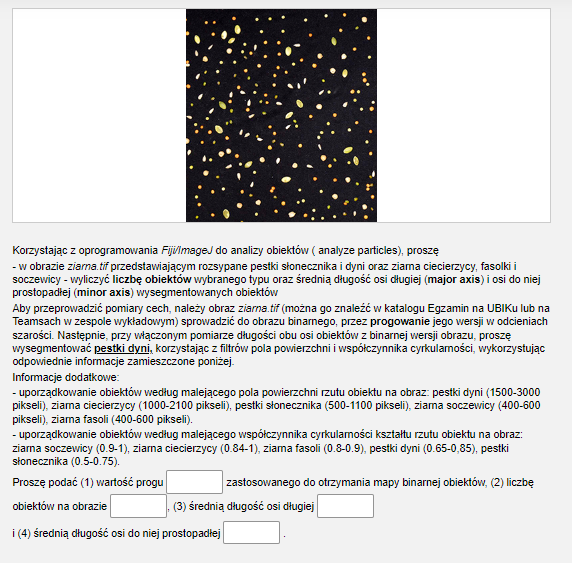 Korzystając z oprogramowania Fiji/ImageJ do analizy obiektów ( analyze particles), proszę
- w obrazie ziarna.tif przedstawiającym rozsypane pestki słonecznika i dyni oraz ziarna ciecierzycy, fasolki i
soczewicy - wyliczyć liczbę obiektów wybranego typu oraz średnią długość osi długiej (major axis) i osi do niej
prostopadłej (minor axis) wysegmentowanych obiektów
Aby przeprowadzić pomiary cech, należy obraz ziarna.tif (można go znaleźć w katalogu Egzamin na UBIKu lub na
Teamsach w zespole wykładowym) sprowadzić do obrazu binarnego, przez progowanie jego wersji w odcieniach
szarości. Następnie, przy włączonym pomiarze długości obu osi obiektów z binarnej wersji obrazu, proszę
wysegmentować pestki dyni, korzystając z filtrów pola powierzchni i współczynnika cyrkularności, wykorzystując
odpowiednie informacje zamieszczone poniżej.
Informacje dodatkowe:
- uporządkowanie obiektów według malejącego pola powierzchni rzutu obiektu na obraz: pestki dyni (1500-3000
pikseli), ziarna ciecierzycy (1000-2100 pikseli), pestki słonecznika (500-1100 pikseli), ziarna soczewicy (400-600
pikseli), ziarna fasoli (400-600 pikseli).
- uporządkowanie obiektów według malejącego współczynnika cyrkularności kształtu rzutu obiektu na obraz:
ziarna soczewicy (0.9-1), ziarna ciecierzycy (0.84-1), ziarna fasoli (0.8-0.9), pestki dyni (0.65-0,85), pestki
słonecznika (0.5-0.75).
Proszę podać (1) wartość progu zastosowanego do otrzymania mapy binarnej obiektów, (2) liczbę
obiektów na obrazie , (3) średnią długość osi długiej
i (4) średnią długość osi do niej prostopadłej .